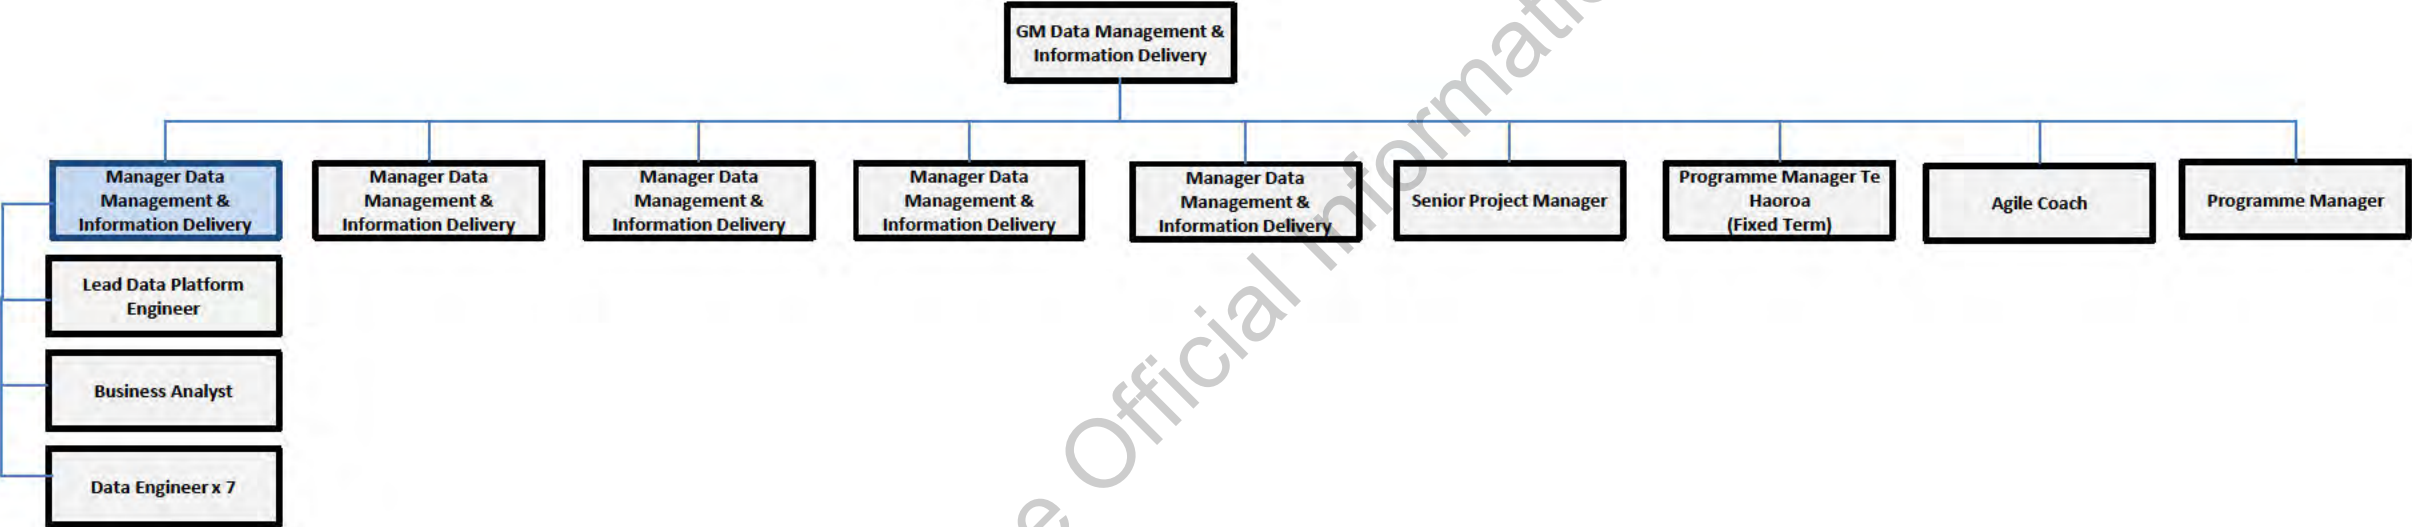 GM Data Management &
Information Delivery
Manager Data
Management &
Information Delivery
Manager Data
Management &
Information Delivery
Manager Data
Management &
Information Delivery
Manager Data
Management &
Information Delivery
Manager Data
Management &
Information Delivery
Senior Project Manager
Programme Manager Te
Haoroa
(Fixed Term)
Agile Coach
Programme Manager
Lead Data Platform
Engineer
Business Analyst
Data Engineer x 7
Official